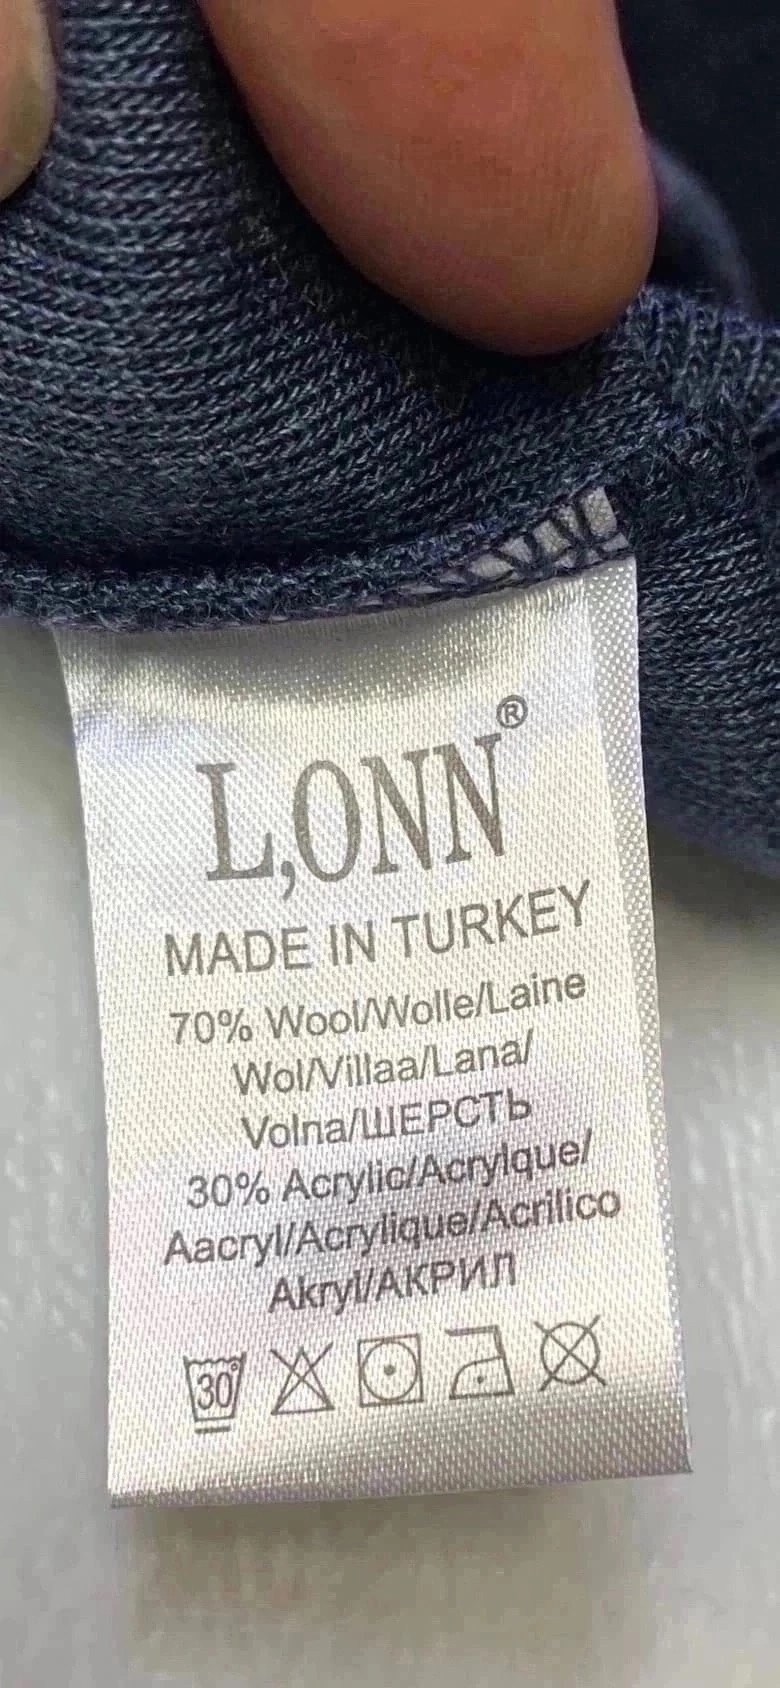 L,ONN®
MADE IN TURKEY
70% Wool/Wolle/Laine
Wol/Villaa/Lana/
Volna/ШЕРСТЬ
30% Acrylic/Acrylque/
Aacryl/Acrylique/Acrilico
Akryl/АКРИЛ
30°